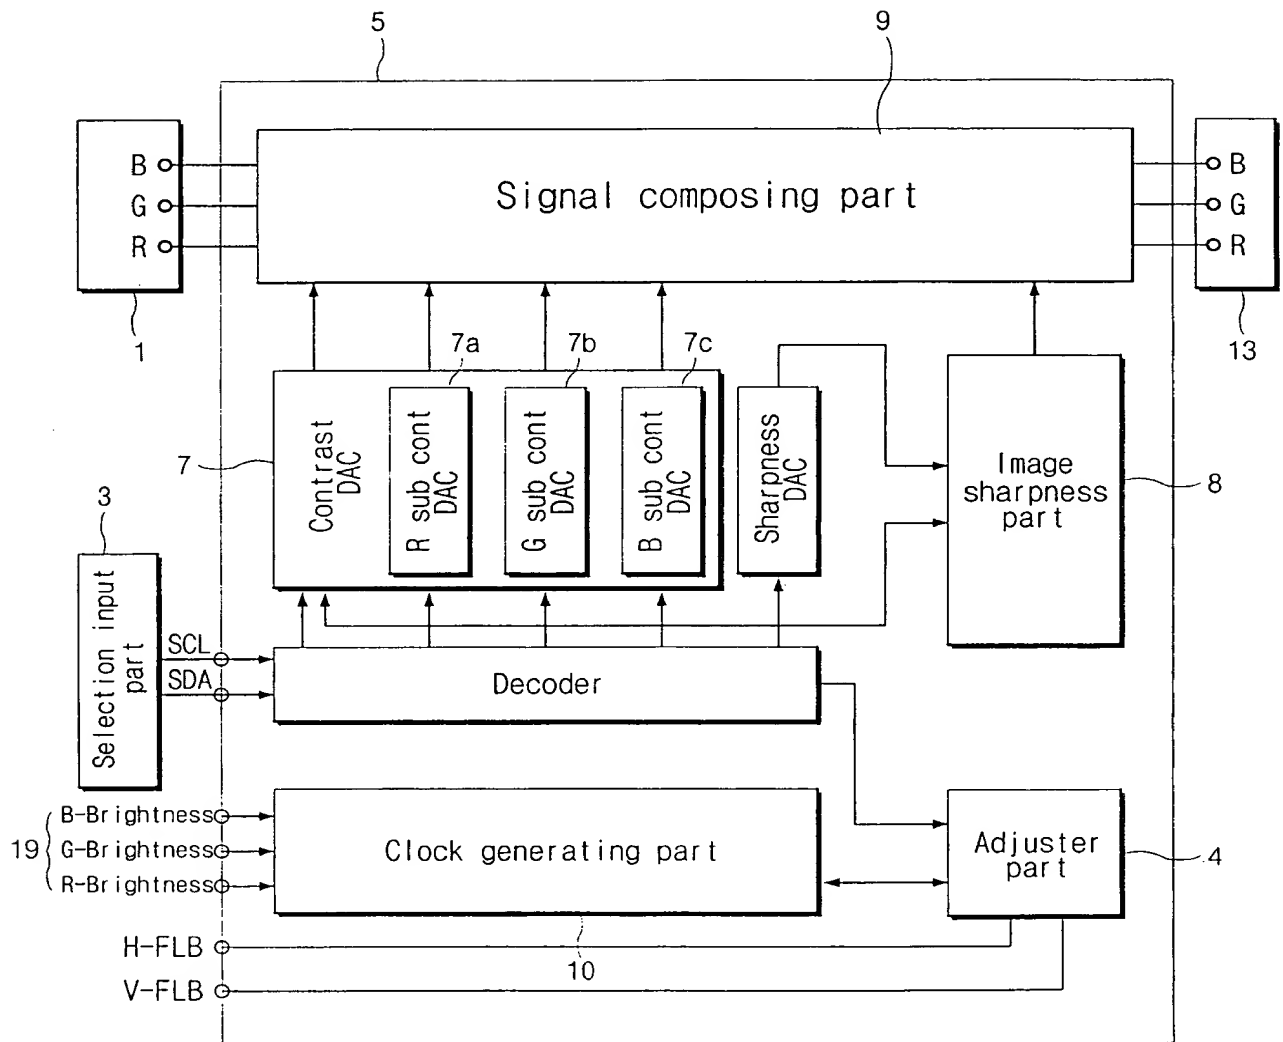 5
9
B
G
R
1
Signal composing part
B
G
R
13
7a
7b
7c
7
Contrast
DAC
R sub cont
DAC
G sub cont
DAC
B sub cont
DAC
Sharpness
DAC
Image
sharpness
part
8
3
Selection input
part
SCL
SDA
Decoder
19
B-Brightness
G-Brightness
R-Brightness
Clock generating part
10
Adjuster
part
4
H-FLB
V-FLB